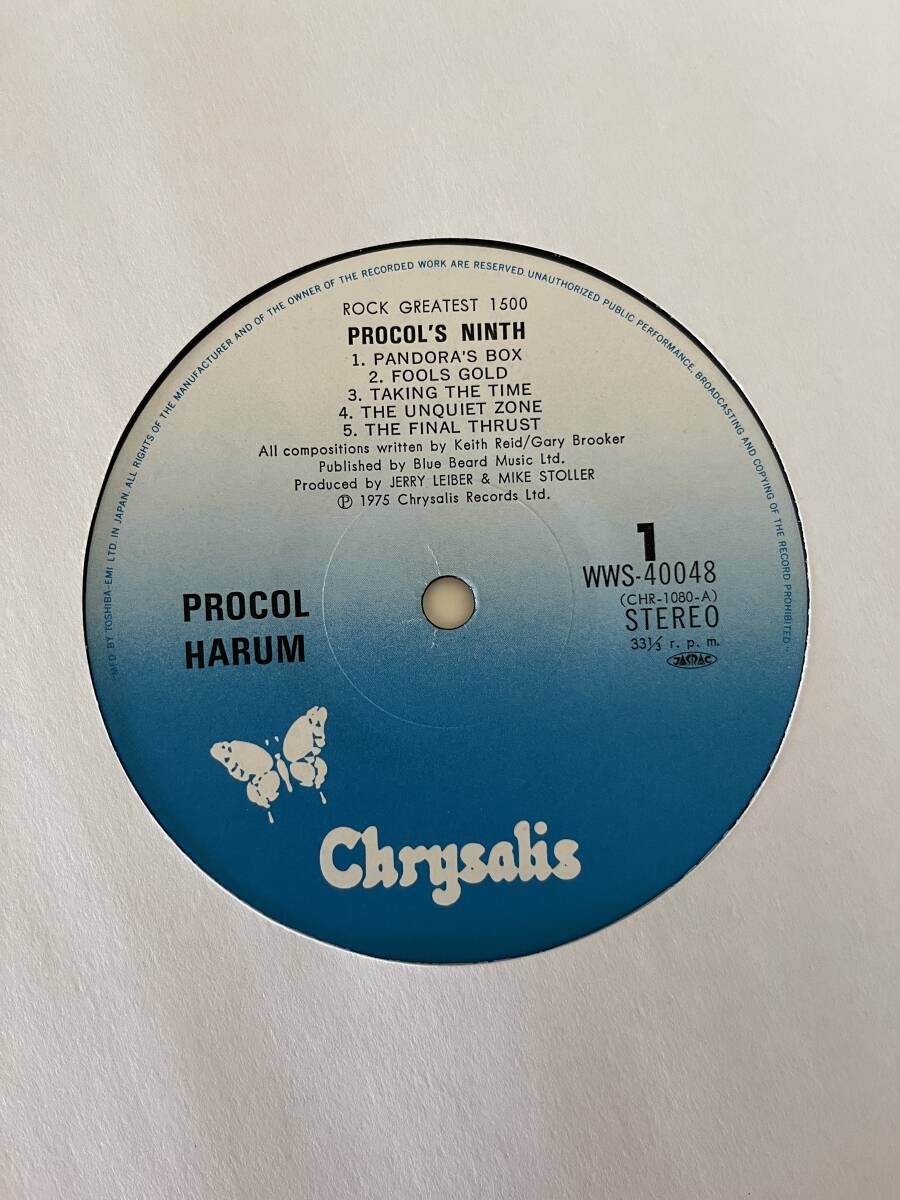 "MFD. BY TOSHIBA-EMI LTD. IN JAPAN. ALL RIGHTS OF THE MANUFACTURER AND OF THE OWNER OF THE RECORDED WORK ARE RESERVED. UNAUTHORIZED PUBLIC PERFORMANCE, BROADCASTING AND COPYING OF THE RECORD PROHIBITED."
ROCK GREATEST 1500
PROCOL'S NINTH
1. PANDORA'S BOX
2. FOOLS GOLD
3. TAKING THE TIME
4. THE UNQUIET ZONE
5. THE FINAL THRUST
All compositions written by Keith Reid/Gary Brooker
Published by Blue Beard Music Ltd.
Produced by JERRY LEIBER & MIKE STOLLER
℗ 1975 Chrysalis Records Ltd.
1
WWS-40048
(CHR-1080-A)
STEREO
33⅓ r. p. m.
JASRAC
PROCOL
HARUM
Chrysalis